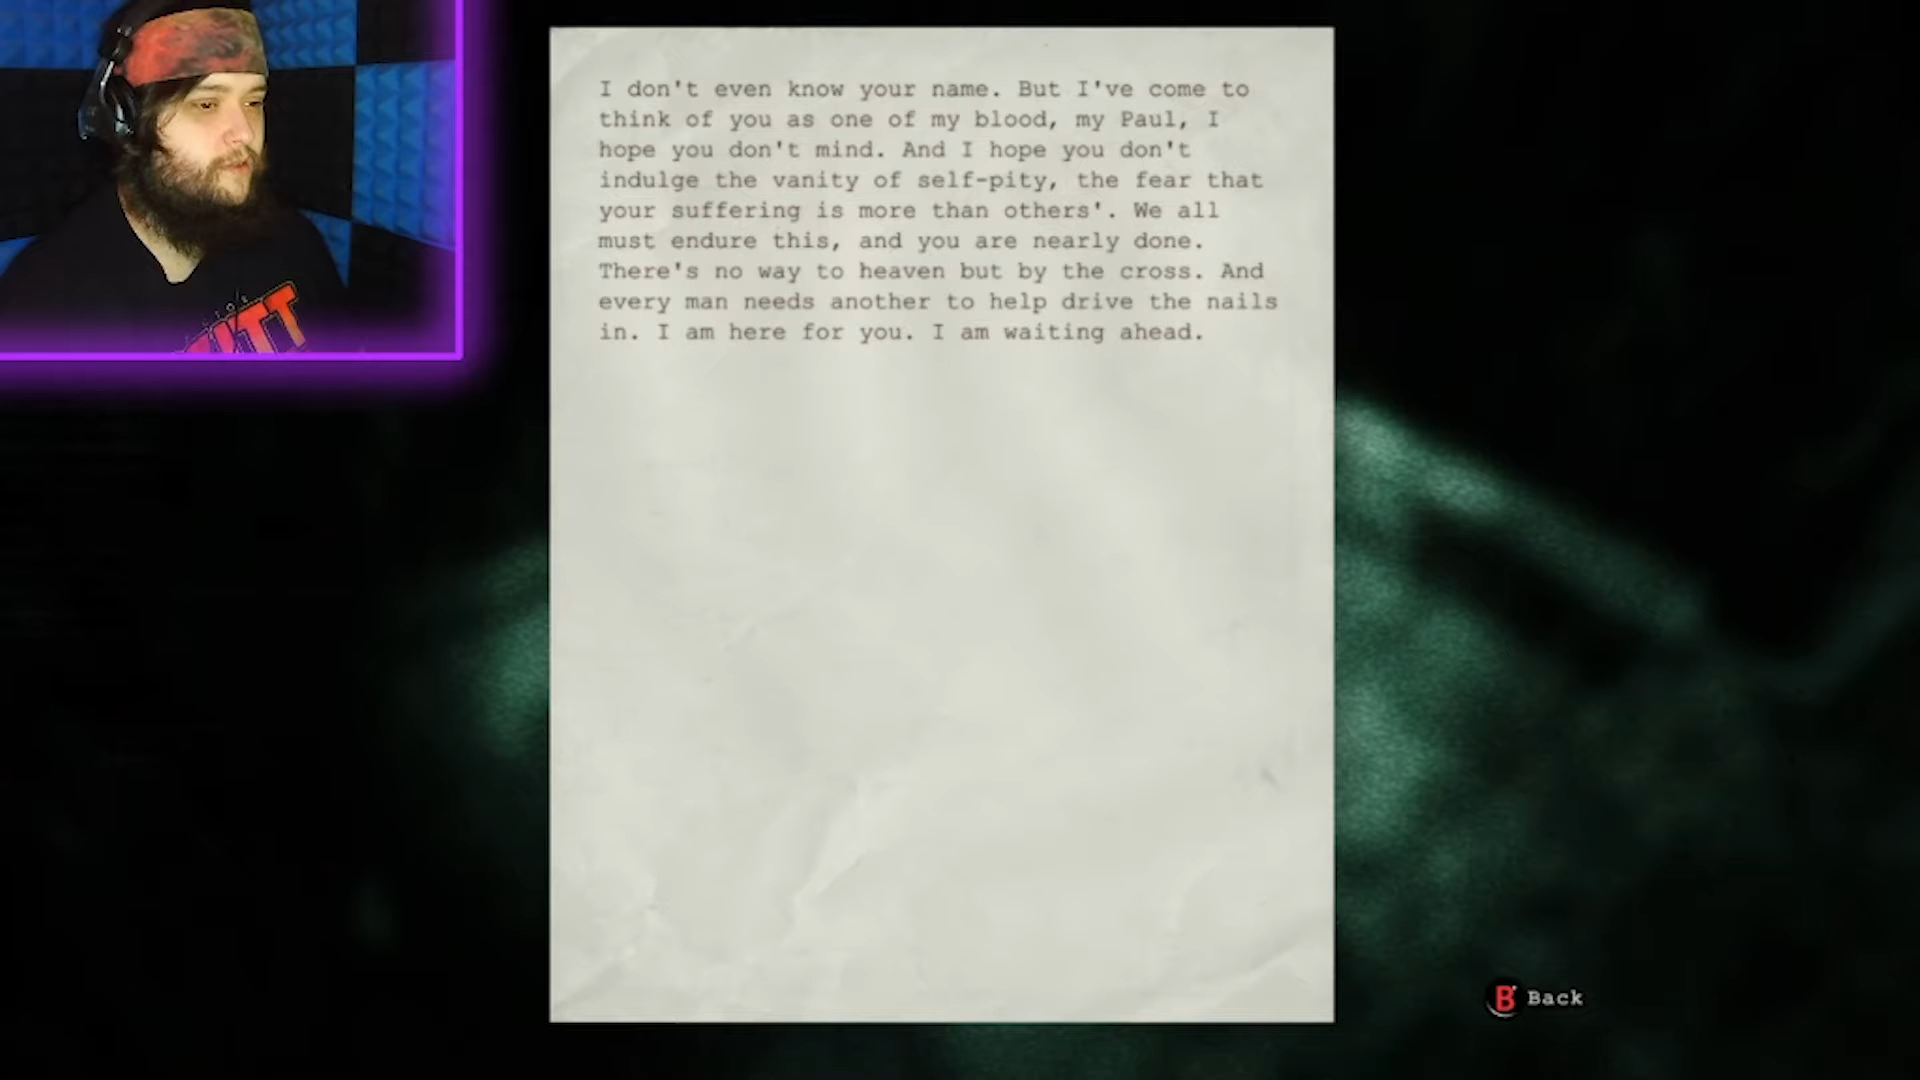 I don't even know your name. But I've come to
think of you as one of my blood, my Paul, I
hope you don't mind. And I hope you don't
indulge the vanity of self-pity, the fear that
your suffering is more than others'. We all
must endure this, and you are nearly done.
There's no way to heaven but by the cross. And
every man needs another to help drive the nails
in. I am here for you. I am waiting ahead.
B Back